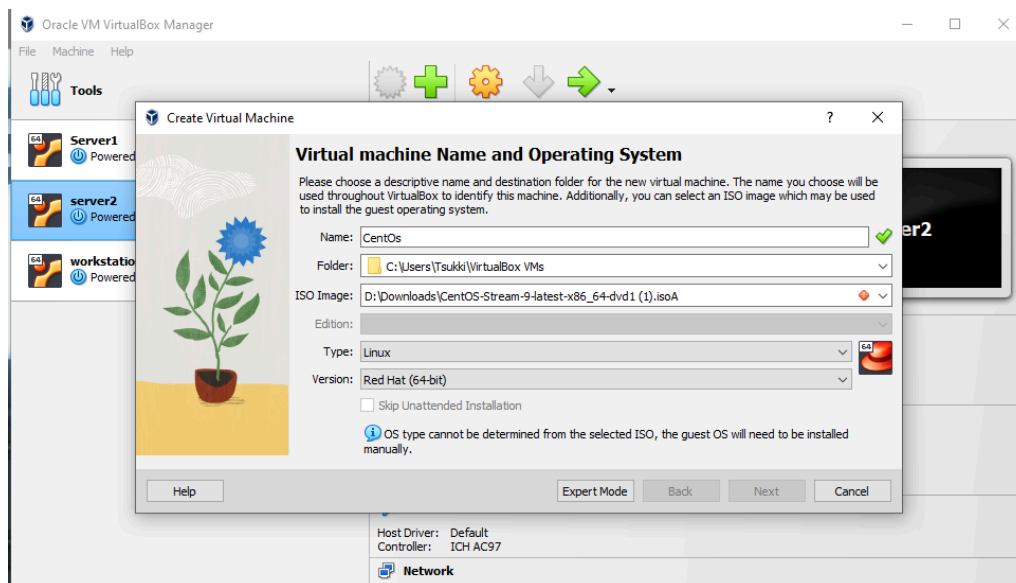 Oracle VM VirtualBox Manager
File Machine Help
Tools
Create Virtual Machine ?
64 Server1
Powered
64 server2
Powered
64 workstatio
Powered
Virtual machine Name and Operating System
Please choose a descriptive name and destination folder for the new virtual machine. The name you choose will be
used throughout VirtualBox to identify this machine. Additionally, you can select an ISO image which may be used
to install the guest operating system.
er2
Name: CentOs
Folder: C:\Users\Tsukki\VirtualBox VMs
ISO Image: D:\Downloads\CentOS-Stream-9-latest-x86_64-dvd1 (1).isoA
Edition:
Type: Linux
64
Version: Red Hat (64-bit)
Skip Unattended Installation
OS type cannot be determined from the selected ISO, the guest OS will need to be installed
manually.
Help Expert Mode Back Next Cancel
Host Driver: Default
Controller: ICH AC97
Network